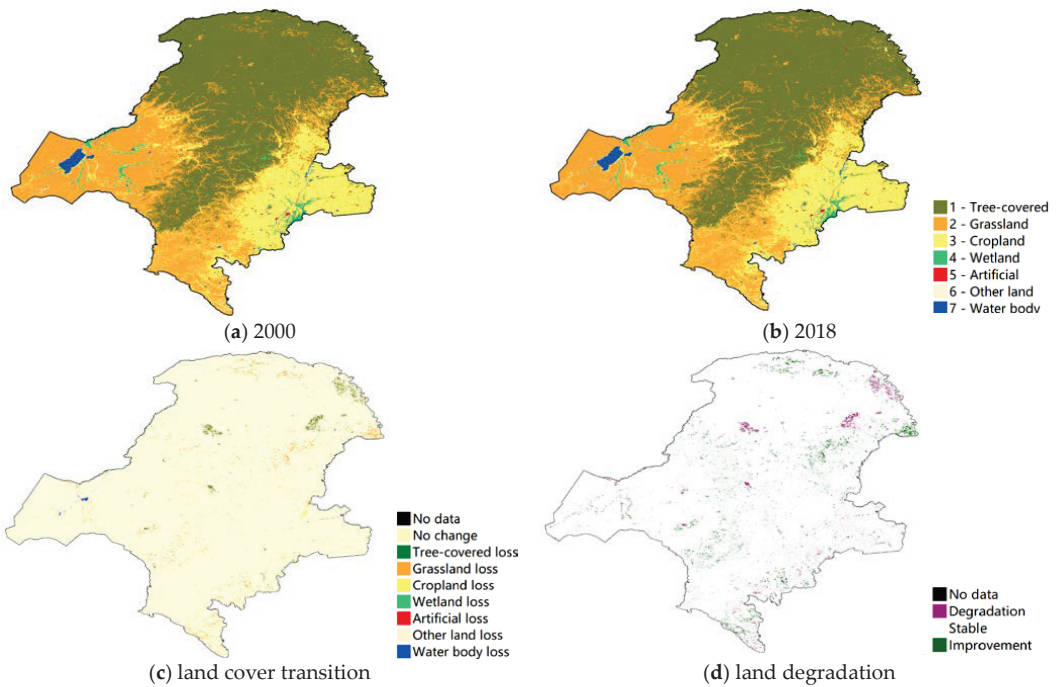 1 - Tree-covered
2 - Grassland
3 - Cropland
4 - Wetland
5 - Artificial
6 - Other land
7 - Water body
(a) 2000
(b) 2018
No data
No change
Tree-covered loss
Grassland loss
Cropland loss
Wetland loss
Artificial loss
Other land loss
Water body loss
No data
Degradation
Stable
Improvement
(c) land cover transition
(d) land degradation